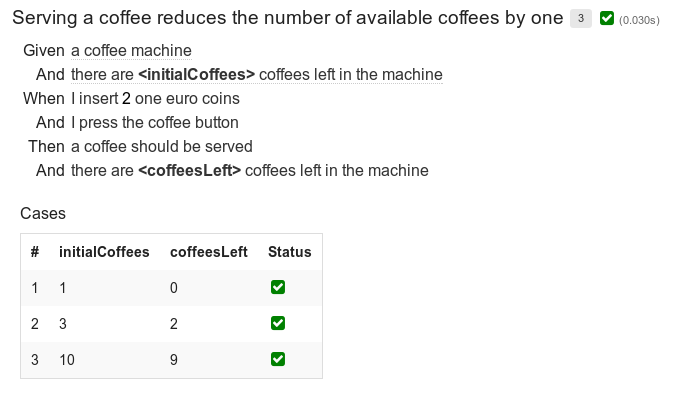 Serving a coffee reduces the number of available coffees by one 3 (0.030s)
Given a coffee machine
And there are <initialCoffees> coffees left in the machine
When I insert 2 one euro coins
And I press the coffee button
Then a coffee should be served
And there are <coffeesLeft> coffees left in the machine
Cases
# initialCoffees coffeesLeft Status
1 1 0
2 3 2
3 10 9